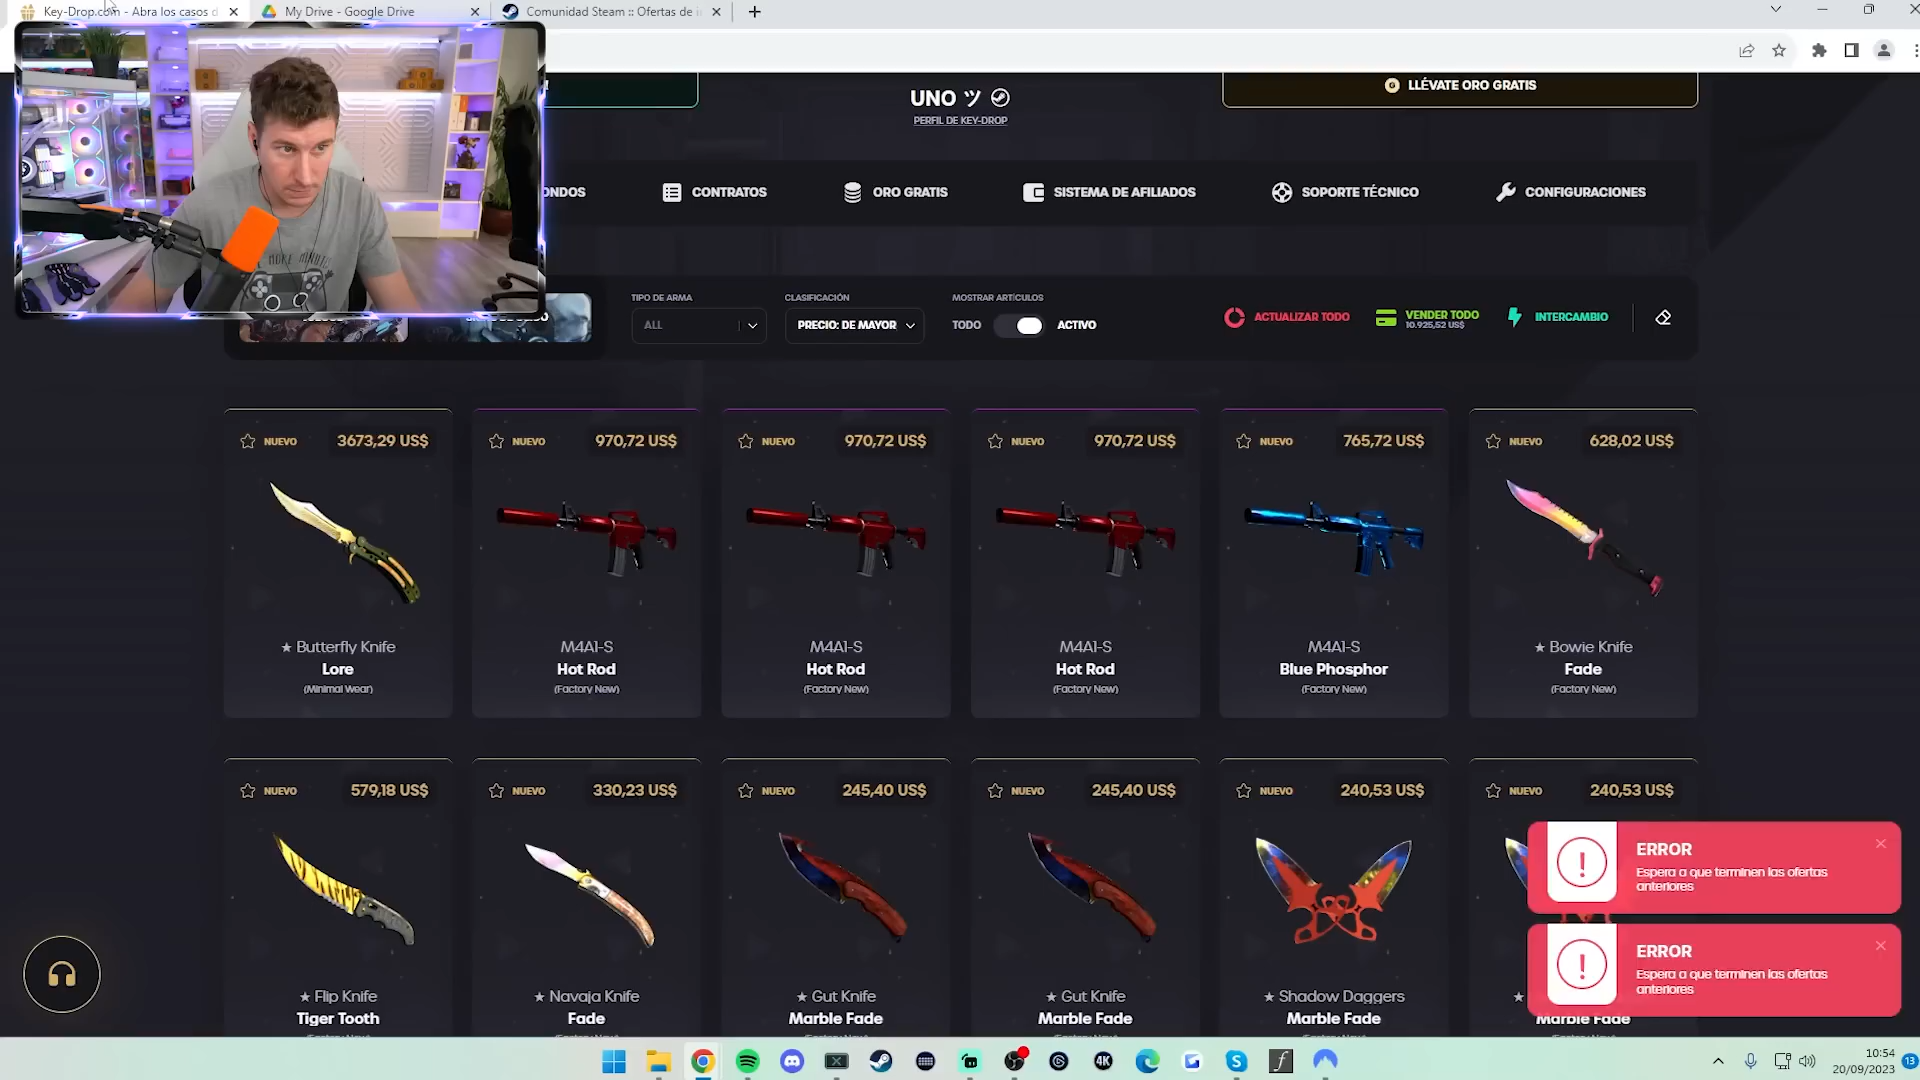 Key-Drop.com - Abra los casos d
My Drive - Google Drive
Comunidad Steam :: Ofertas de i
LLÉVATE ORO GRATIS
UNO ツ
PERFIL DE KEY-DROP
CONTRATOS
ORO GRATIS
SISTEMA DE AFILIADOS
SOPORTE TÉCNICO
CONFIGURACIONES
TIPO DE ARMA
ALL
CLASIFICACIÓN
PRECIO: DE MAYOR
MOSTRAR ARTÍCULOS
TODO
ACTIVO
ACTUALIZAR TODO
VENDER TODO
10.925,52 US$
INTERCAMBIO
NUEVO 3673,29 US$
★ Butterfly Knife
Lore
(Minimal Wear)
NUEVO 970,72 US$
M4A1-S
Hot Rod
(Factory New)
NUEVO 970,72 US$
M4A1-S
Hot Rod
(Factory New)
NUEVO 970,72 US$
M4A1-S
Hot Rod
(Factory New)
NUEVO 765,72 US$
M4A1-S
Blue Phosphor
(Factory New)
NUEVO 628,02 US$
★ Bowie Knife
Fade
(Factory New)
NUEVO 579,18 US$
★ Flip Knife
Tiger Tooth
NUEVO 330,23 US$
★ Navaja Knife
Fade
NUEVO 245,40 US$
★ Gut Knife
Marble Fade
NUEVO 245,40 US$
★ Gut Knife
Marble Fade
NUEVO 240,53 US$
★ Shadow Daggers
Marble Fade
NUEVO 240,53 US$
★
Marble Fade
ERROR
Espera a que terminen las ofertas
anteriores
ERROR
Espera a que terminen las ofertas
anteriores
4K
10:54
20/09/2023
13